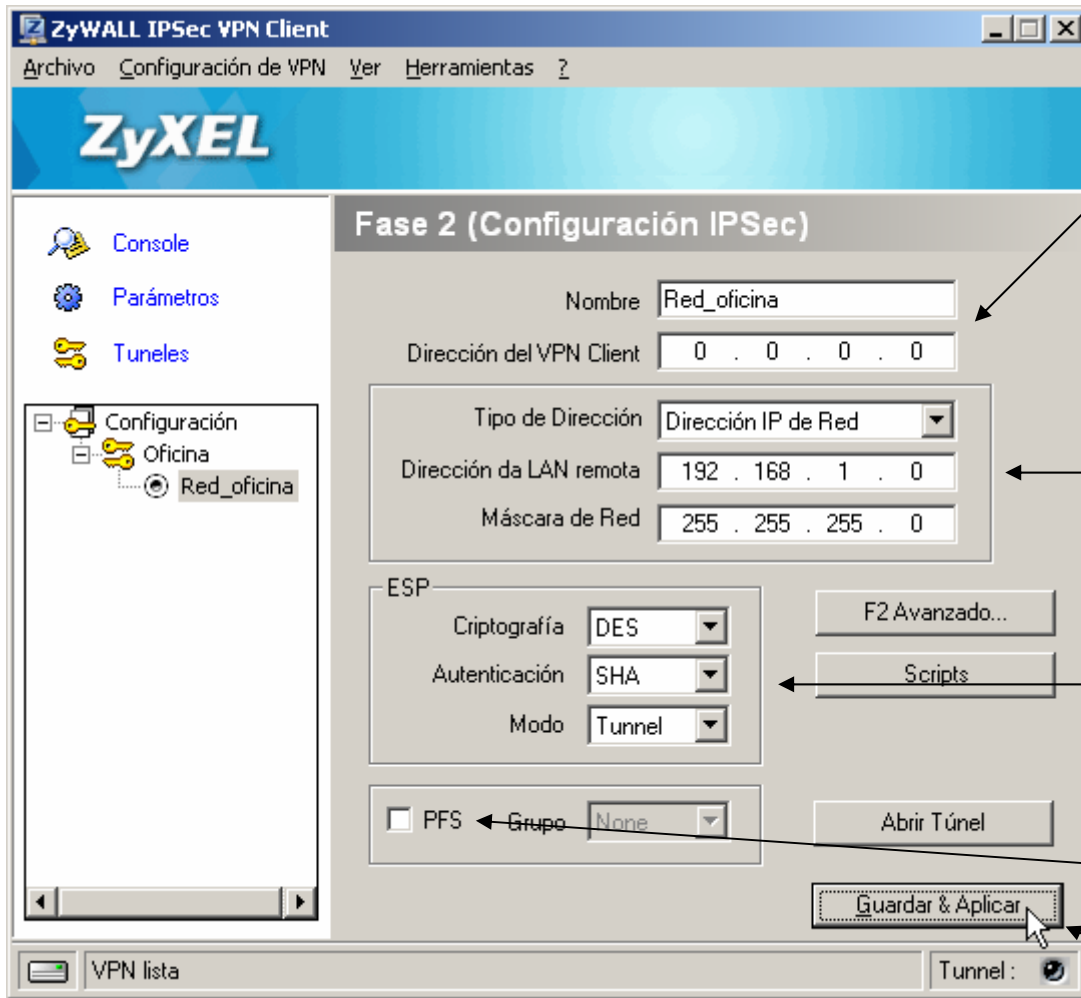 ZyWALL IPSec VPN Client
Archivo Configuración de VPN Ver Herramientas ?
ZyXEL
Console
Parámetros
Tuneles
Configuración
Oficina
Red_oficina
Fase 2 (Configuración IPSec)
Nombre Red_oficina
Dirección del VPN Client 0 . 0 . 0 . 0
Tipo de Dirección Dirección IP de Red
Dirección da LAN remota 192 . 168 . 1 . 0
Máscara de Red 255 . 255 . 255 . 0
ESP
Criptografía DES
Autenticación SHA
Modo Tunnel
F2 Avanzado...
Scripts
PFS Grupo None
Abrir Túnel
Guardar & Aplicar
VPN lista
Tunnel :